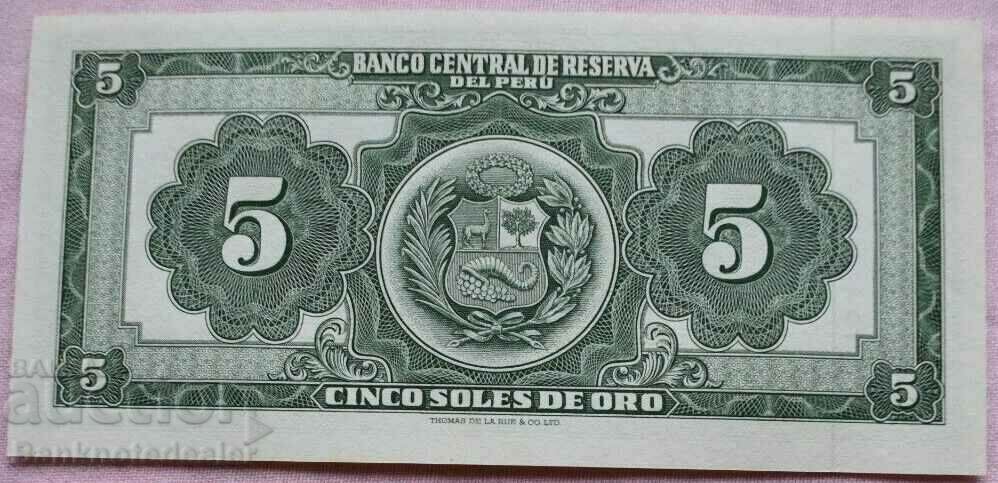 BANCO CENTRAL DE RESERVA
DEL PERU
5 5
5 5
5 5
CINCO SOLES DE ORO
THOMAS DE LA RUE & CO. LTD.
auction
Banknotedealer